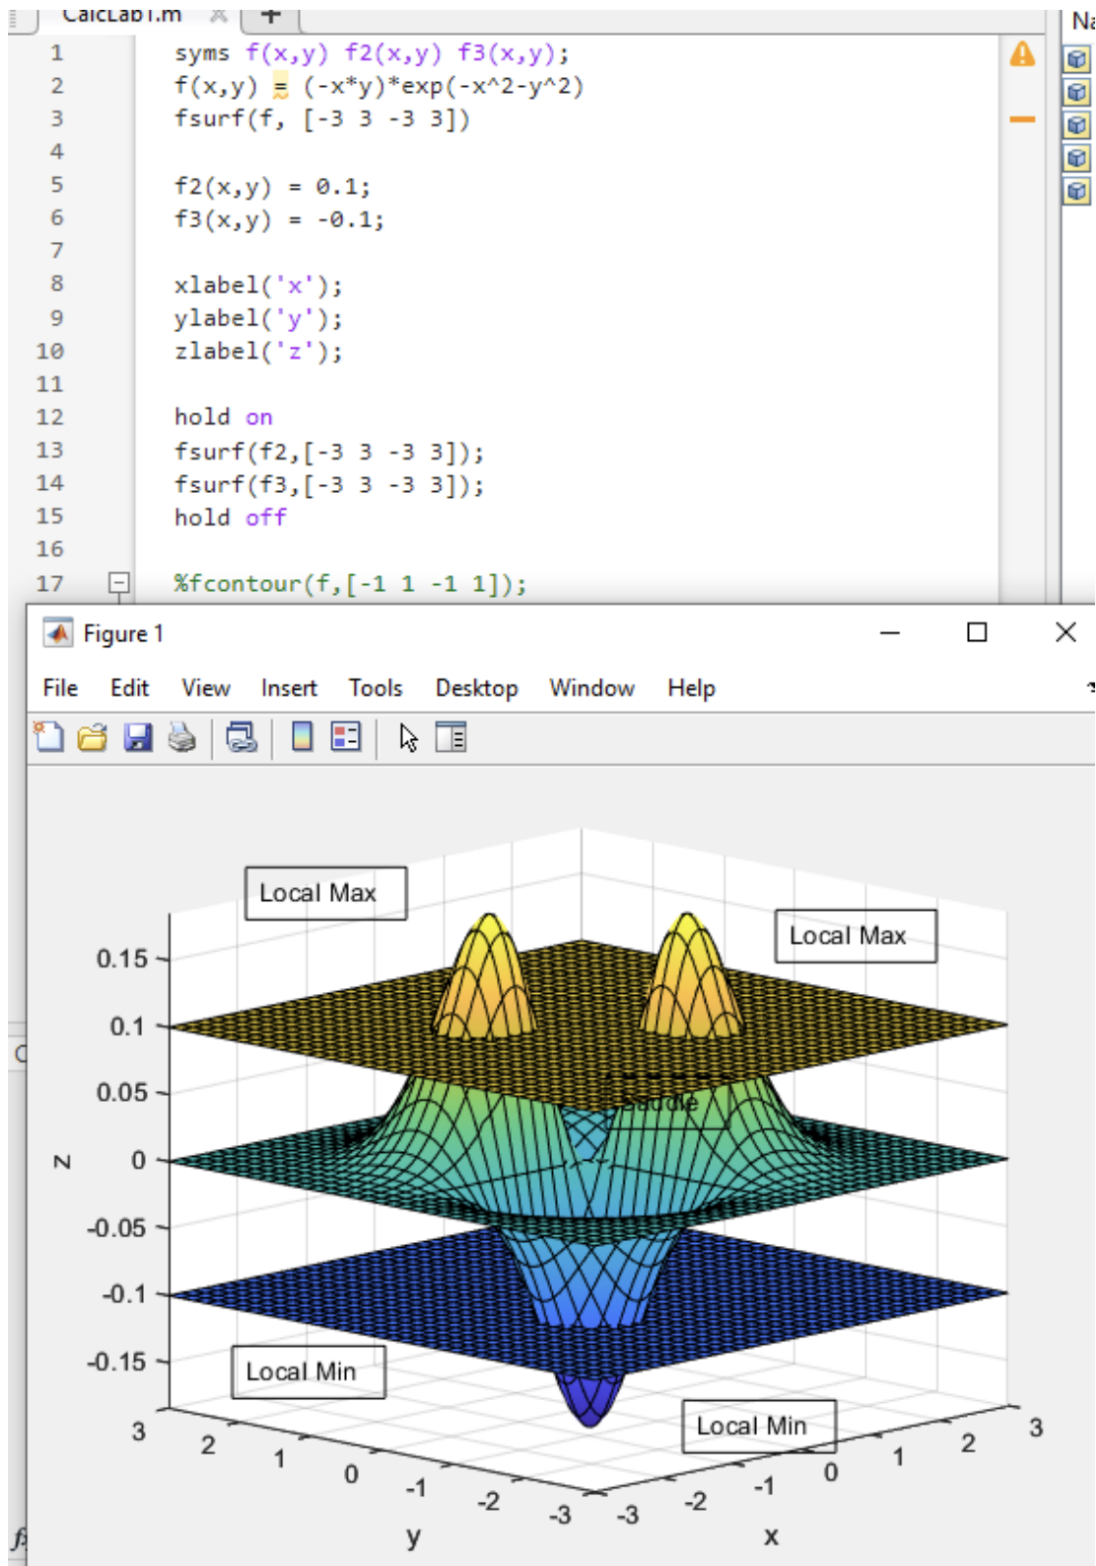 CalcLab1.m
Na
1 syms f(x,y) f2(x,y) f3(x,y);
2 f(x,y) = (-x*y)*exp(-x^2-y^2)
3 fsurf(f, [-3 3 -3 3])
4
5 f2(x,y) = 0.1;
6 f3(x,y) = -0.1;
7
8 xlabel('x');
9 ylabel('y');
10 zlabel('z');
11
12 hold on
13 fsurf(f2,[-3 3 -3 3]);
14 fsurf(f3,[-3 3 -3 3]);
15 hold off
16
17 %fcontour(f,[-1 1 -1 1]);
Figure 1
File Edit View Insert Tools Desktop Window Help
Local Max
Local Max
0.15
0.1
0.05
Saddle
0
z
-0.05
-0.1
-0.15
Local Min
Local Min
3 2 1 0 -1 -2 -3
-3 -2 -1 0 1 2 3
y
x